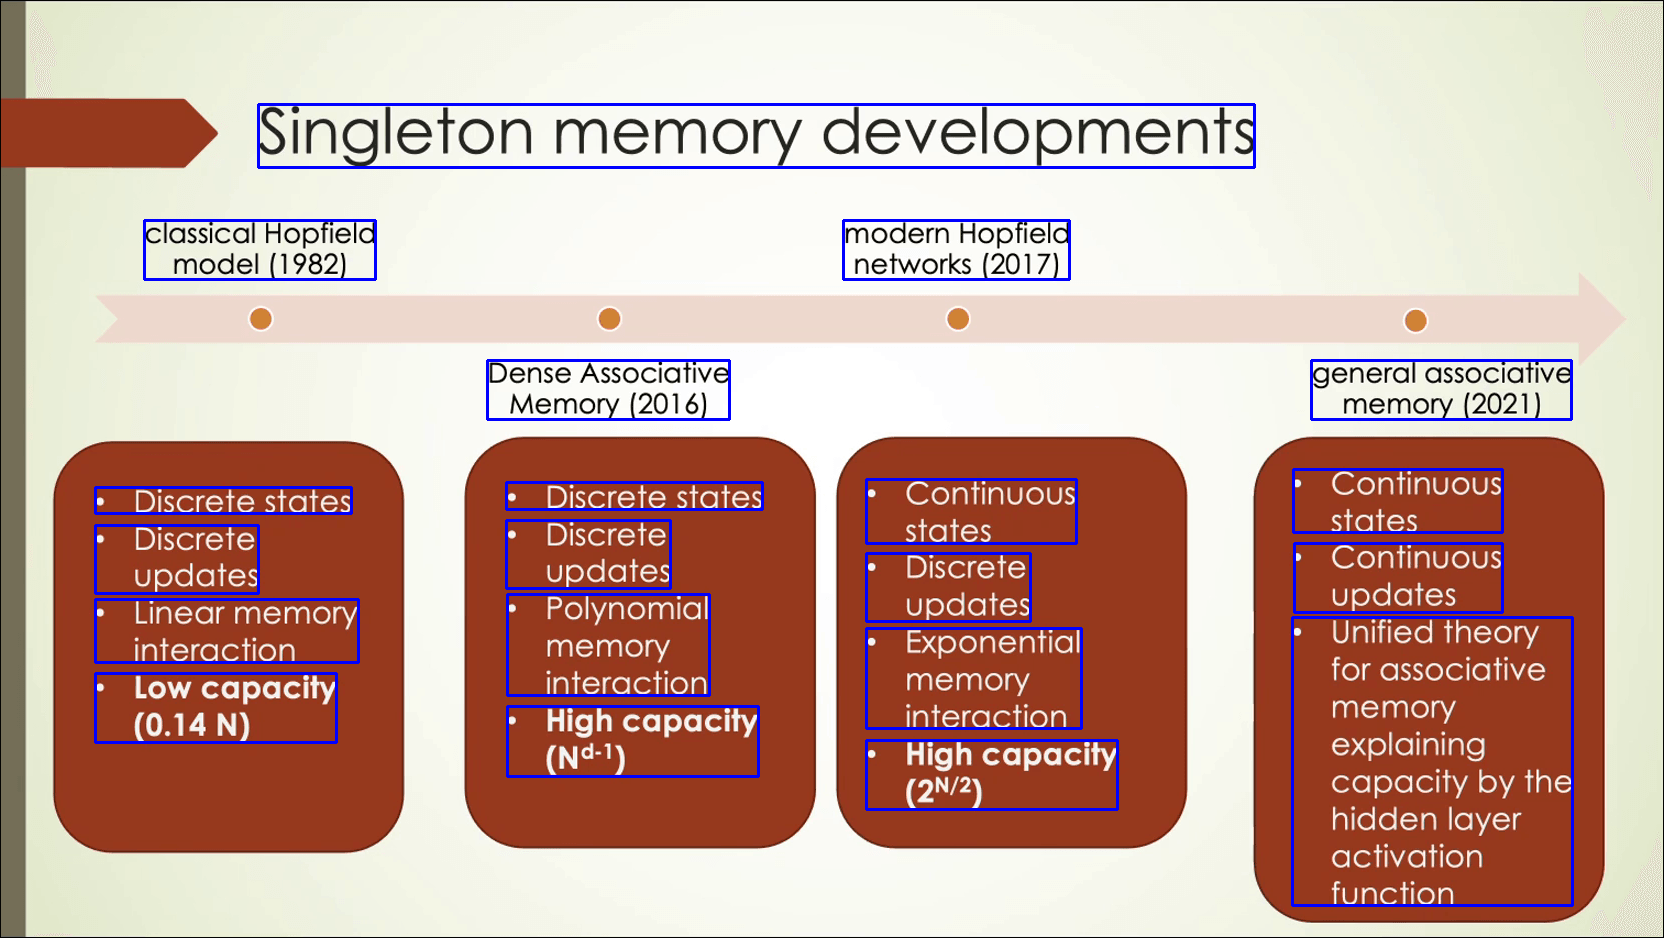 Singleton memory developments
classical Hopfield
model (1982)
modern Hopfield
networks (2017)
Dense Associative
Memory (2016)
general associative
memory (2021)
• Discrete states
• Discrete
updates
• Linear memory
interaction
• Low capacity
(0.14 N)
• Discrete states
• Discrete
updates
• Polynomial
memory
interaction
• High capacity
(Nᵈ⁻¹)
• Continuous
states
• Discrete
updates
• Exponential
memory
interaction
• High capacity
(2ᴺᐟ²)
• Continuous
states
• Continuous
updates
• Unified theory
for associative
memory
explaining
capacity by the
hidden layer
activation
function